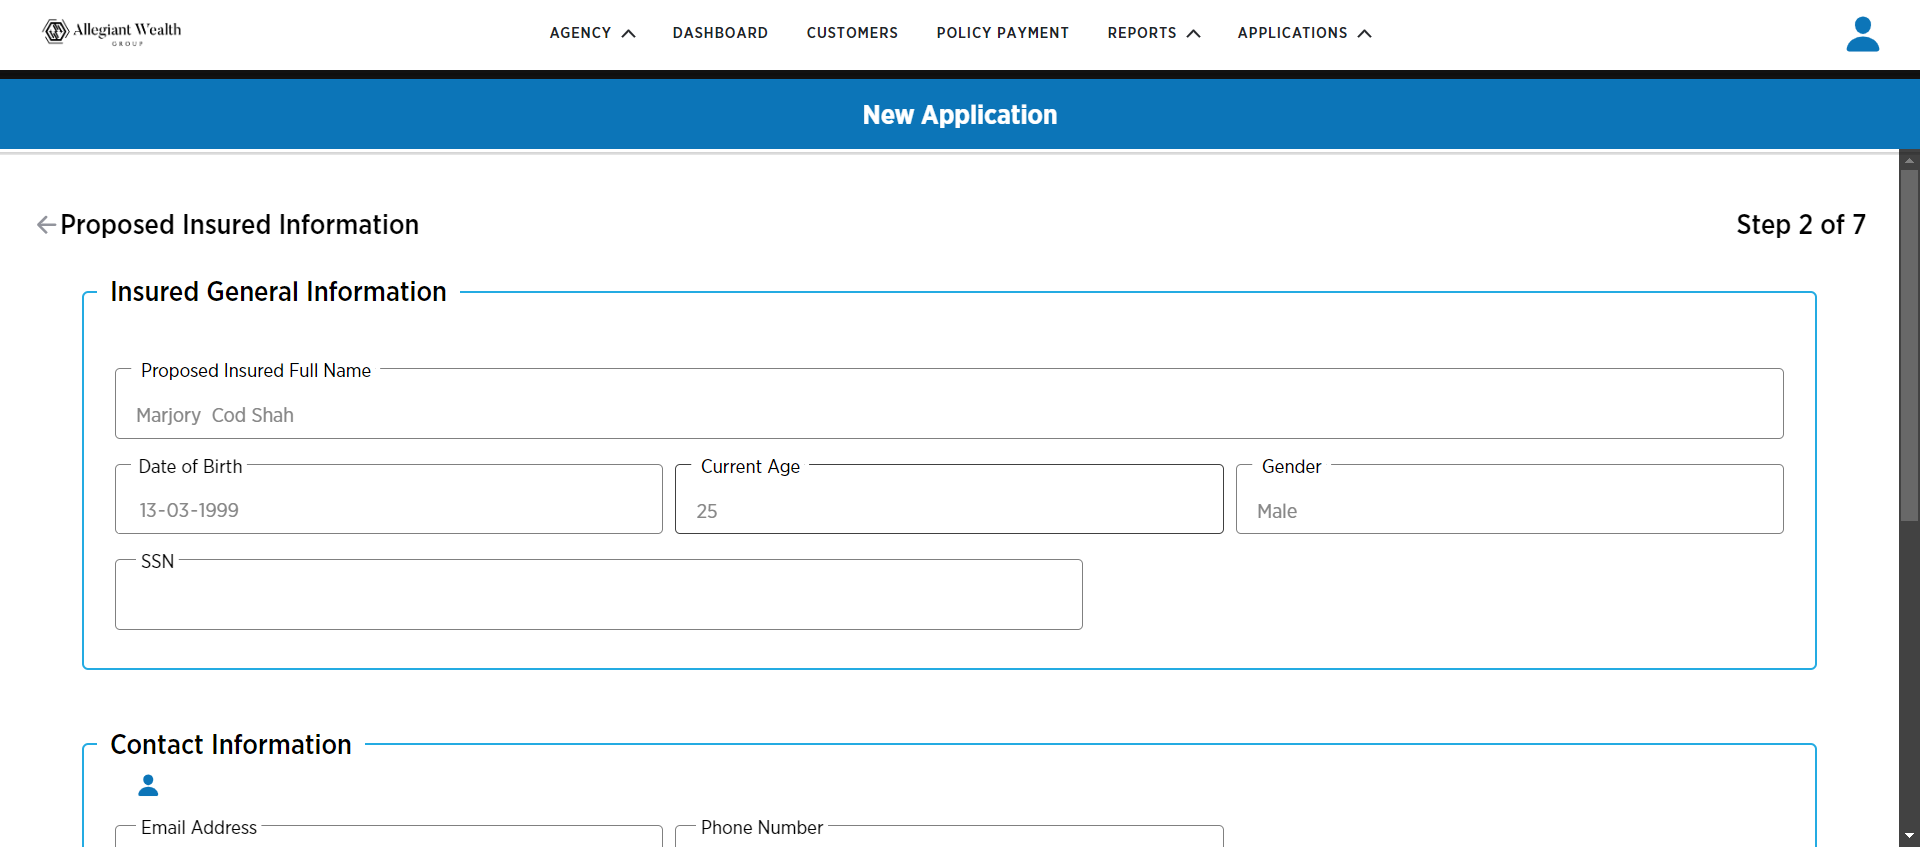 Allegiant Wealth
GROUP
AGENCY DASHBOARD CUSTOMERS POLICY PAYMENT REPORTS APPLICATIONS
New Application
Proposed Insured Information
Step 2 of 7
Insured General Information
Proposed Insured Full Name
Marjory  Cod Shah
Date of Birth Current Age Gender
13-03-1999 25 Male
SSN
Contact Information
Email Address Phone Number